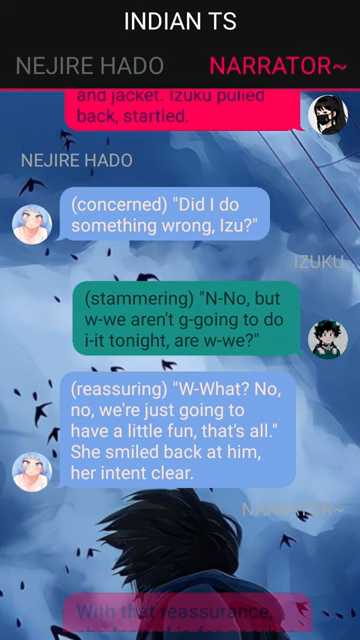 INDIAN TS
NEJIRE HADO
NARRATOR~
and jacket. Izuku pulled
back, startled.
NEJIRE HADO
(concerned) "Did I do
something wrong, Izu?"
IZUKU
(stammering) "N-No, but
w-we aren't g-going to do
i-it tonight, are w-we?"
(reassuring) "W-What? No,
no, we're just going to
have a little fun, that's all."
She smiled back at him,
her intent clear.
NARRATOR~
With that reassurance,